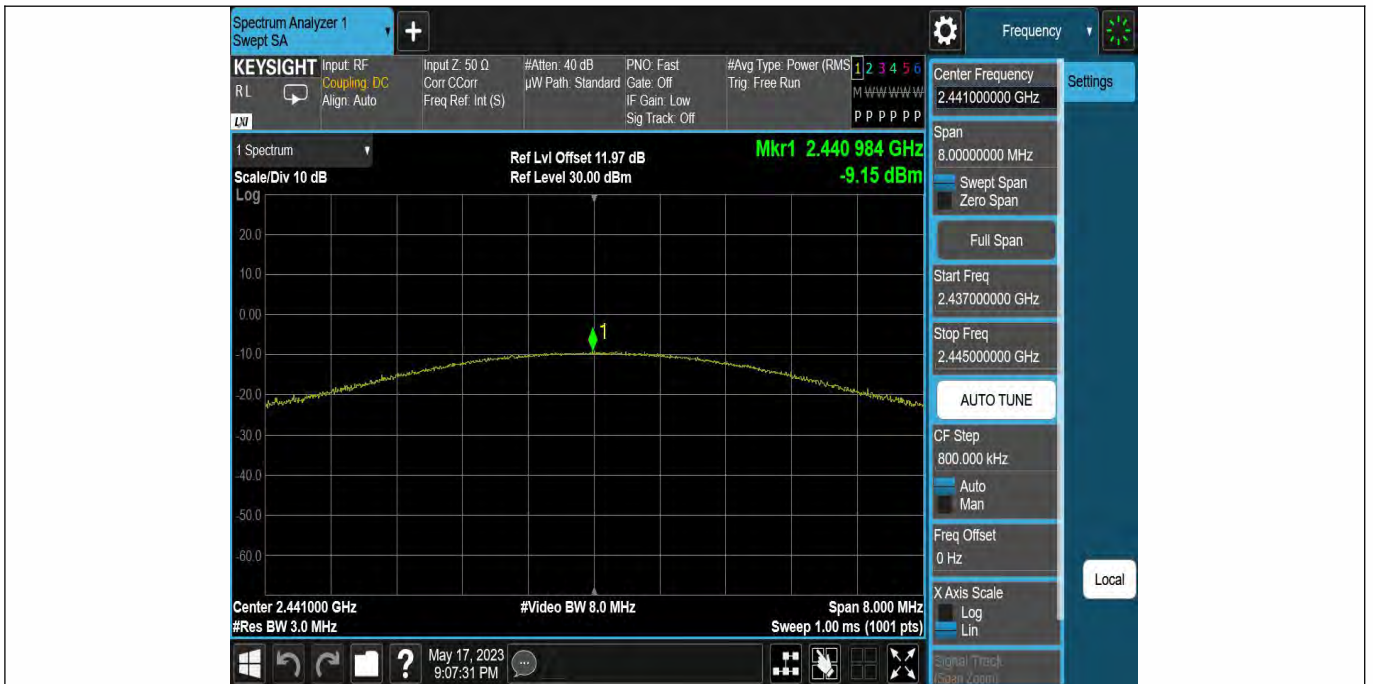 Spectrum Analyzer 1
Swept SA
+
Frequency
KEYSIGHT
R L
LXI
Input: RF
Coupling: DC
Align: Auto
Input Z: 50 Ω
Corr CCorr
Freq Ref: Int (S)
#Atten: 40 dB
µW Path: Standard
PNO: Fast
Gate: Off
IF Gain: Low
Sig Track: Off
#Avg Type: Power (RMS
Trig: Free Run
1 2 3 4 5 6
M W W W W W
P P P P P P
1 Spectrum
Scale/Div 10 dB
Log
Ref Lvl Offset 11.97 dB
Ref Level 30.00 dBm
Mkr1 2.440 984 GHz
-9.15 dBm
20.0
10.0
0.00
-10.0
-20.0
-30.0
-40.0
-50.0
-60.0
1
Center 2.441000 GHz
#Res BW 3.0 MHz
#Video BW 8.0 MHz
Span 8.000 MHz
Sweep 1.00 ms (1001 pts)
Center Frequency
2.441000000 GHz
Settings
Span
8.00000000 MHz
Swept Span
Zero Span
Full Span
Start Freq
2.437000000 GHz
Stop Freq
2.445000000 GHz
AUTO TUNE
CF Step
800.000 kHz
Auto
Man
Freq Offset
0 Hz
X Axis Scale
Log
Lin
Signal Track
(Span Zoom)
Local
?
May 17, 2023
9:07:31 PM